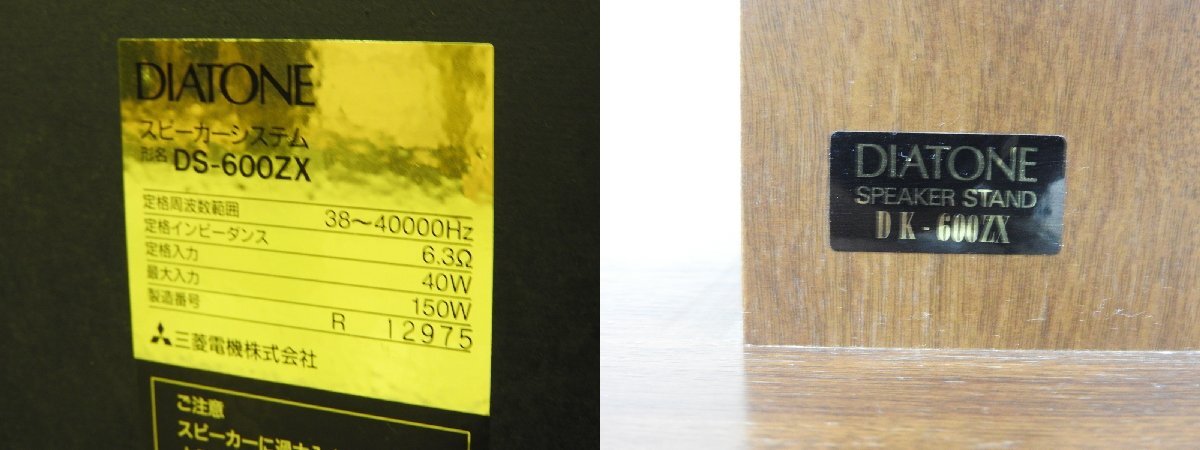 DIATONE
スピーカーシステム
形名 DS-600ZX
定格周波数範囲 38～40000Hz
定格インピーダンス 6.3Ω
定格入力 40W
最大入力 150W
製造番号 R 12975
三菱電機株式会社
ご注意
スピーカーに過大
DIATONE
SPEAKER STAND
DK-600ZX